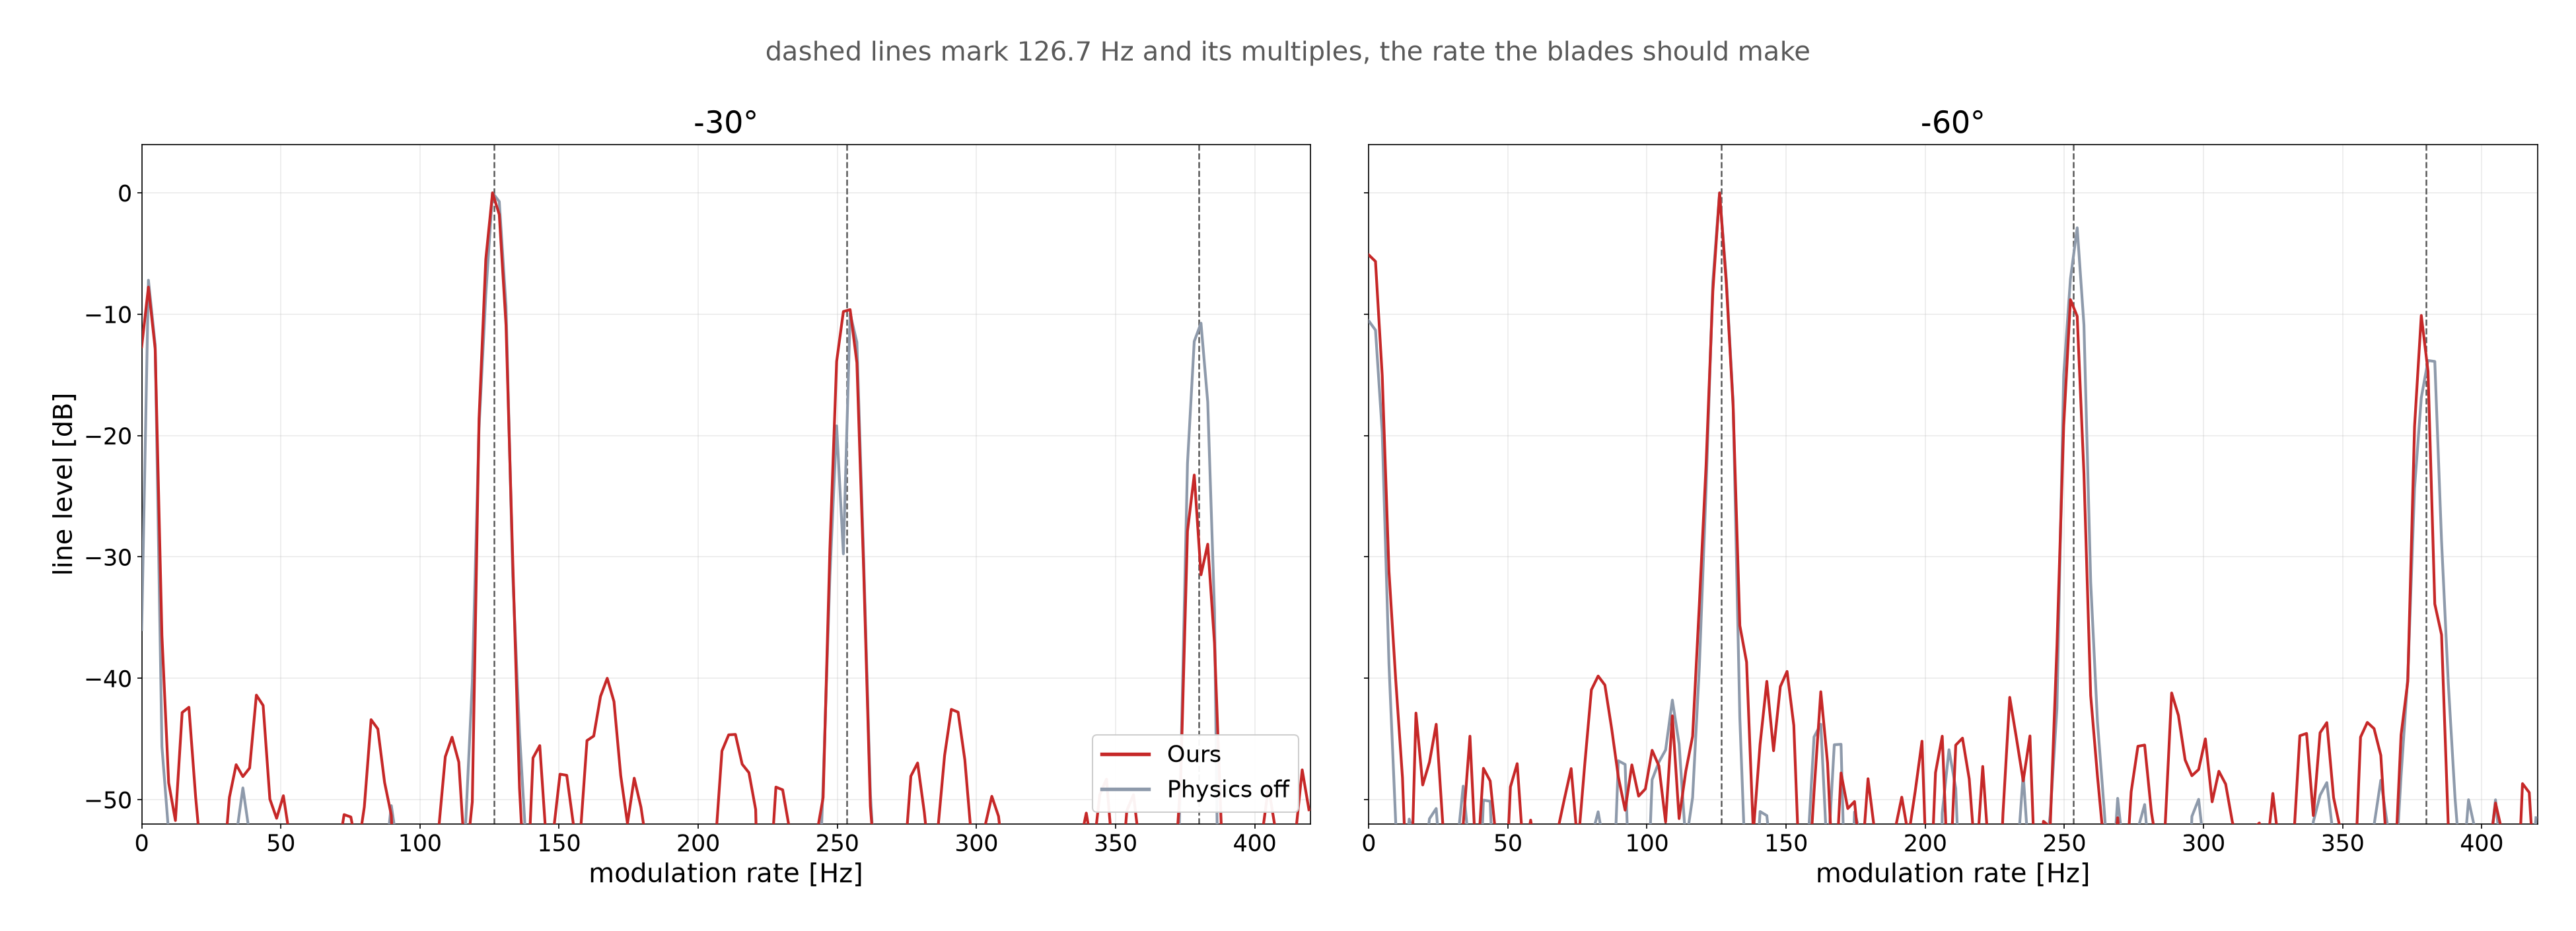 dashed lines mark 126.7 Hz and its multiples, the rate the blades should make
-30°
-60°
line level [dB]
0
−10
−20
−30
−40
−50
Ours
Physics off
0 50 100 150 200 250 300 350 400
0 50 100 150 200 250 300 350 400
modulation rate [Hz]
modulation rate [Hz]